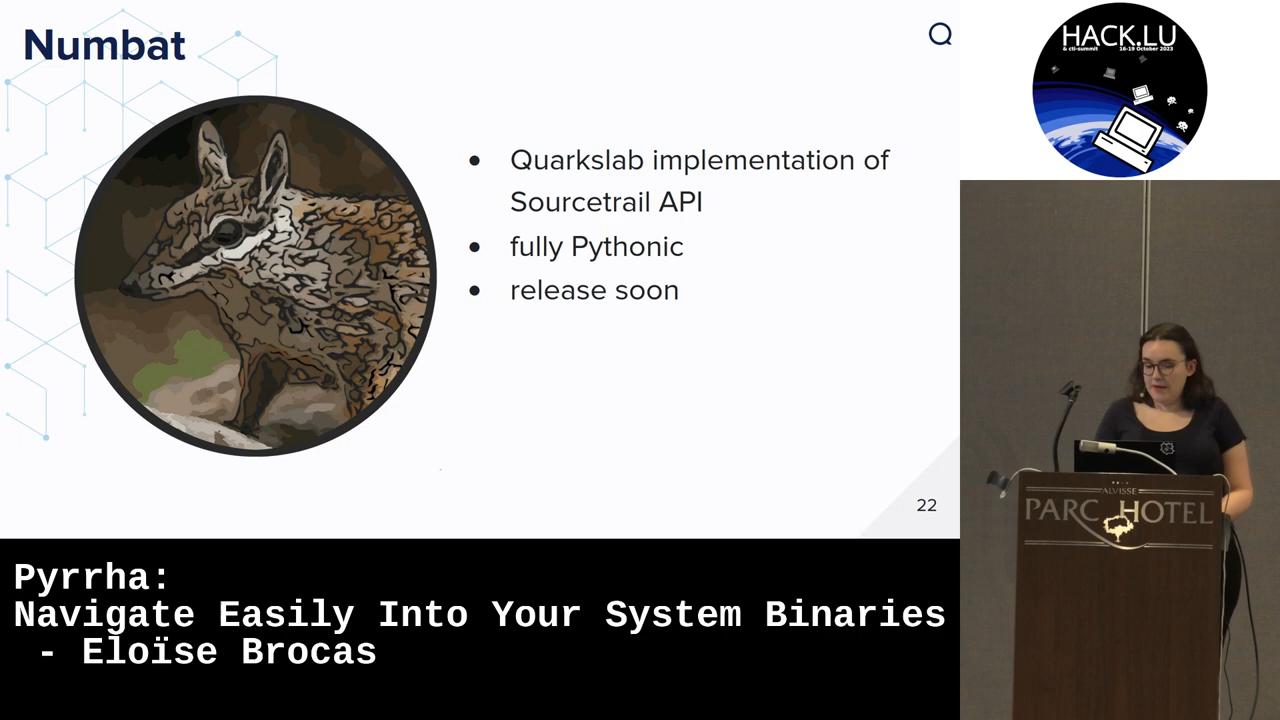 Numbat
Quarkslab implementation of
Sourcetrail API
fully Pythonic
release soon
22
HACK.LU
& cti-summit 16-19 October 2023
ALVISSE
PARC HOTEL
Pyrrha:
Navigate Easily Into Your System Binaries
- Eloïse Brocas